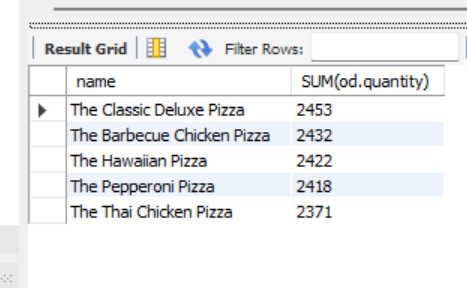 Result Grid Filter Rows:
name SUM(od.quantity)
The Classic Deluxe Pizza 2453
The Barbecue Chicken Pizza 2432
The Hawaiian Pizza 2422
The Pepperoni Pizza 2418
The Thai Chicken Pizza 2371